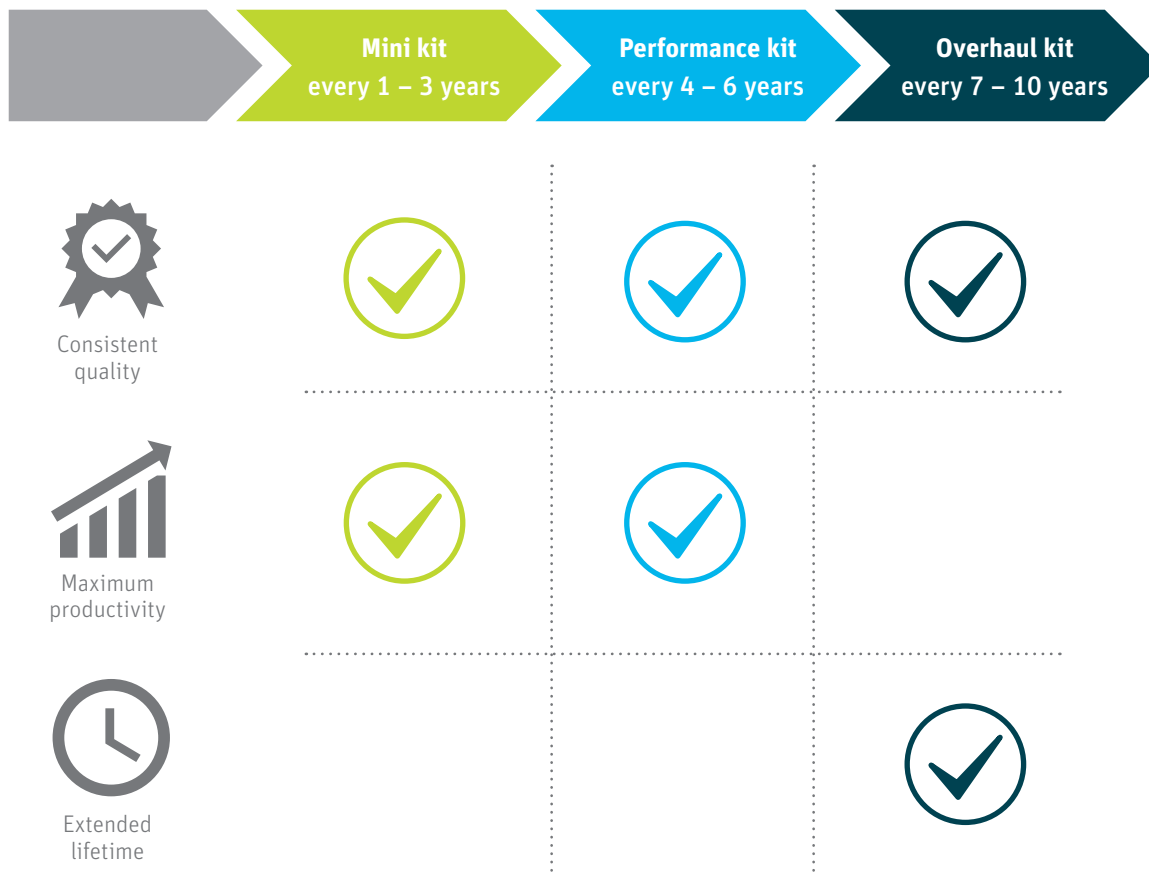 Mini kit
every 1 – 3 years
Performance kit
every 4 – 6 years
Overhaul kit
every 7 – 10 years
Consistent
quality
Maximum
productivity
Extended
lifetime